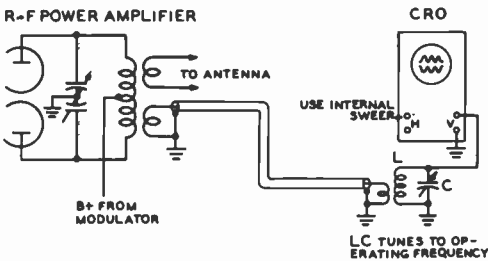 R-F POWER AMPLIFIER
CRO
TO ANTENNA
USE INTERNAL
SWEEP
H
V
B+ FROM
MODULATOR
L
C
LC TUNES TO OP-
ERATING FREQUENCY